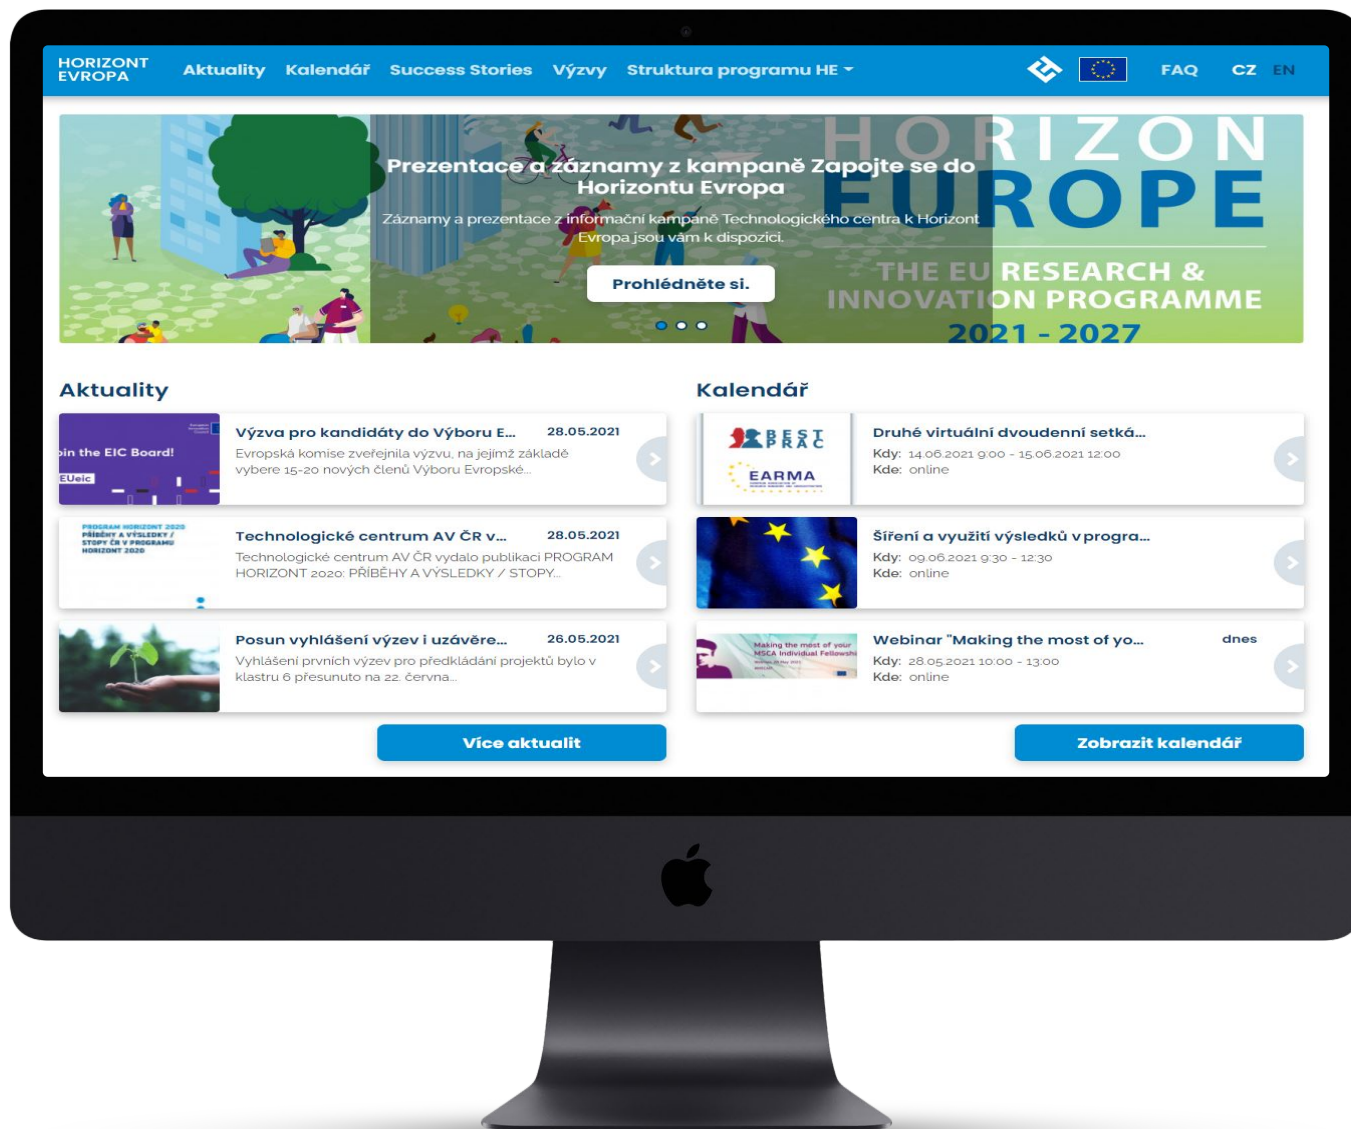 HORIZONT
EVROPA
Aktuality Kalendář Success Stories Výzvy Struktura programu HE
FAQ CZ EN
Prezentace a záznamy z kampaně Zapojte se do
Horizontu Evropa
Záznamy a prezentace z informační kampaně Technologického centra k Horizont
Evropa jsou vám k dispozici.
Prohlédněte si.
HORIZON
EUROPE
THE EU RESEARCH &
INNOVATION PROGRAMME
2021 - 2027
Aktuality
in the EIC Board!
EUeic
Výzva pro kandidáty do Výboru E... 28.05.2021
Evropská komise zveřejnila výzvu, na jejímž základě
vybere 15-20 nových členů Výboru Evropské...
PROGRAM HORIZONT 2020
PŘÍBĚHY A VÝSLEDKY /
STOPY ČR V PROGRAMU
HORIZONT 2020
Technologické centrum AV ČR v... 28.05.2021
Technologické centrum AV ČR vydalo publikaci PROGRAM
HORIZONT 2020: PŘÍBĚHY A VÝSLEDKY / STOPY...
Posun vyhlášení výzev i uzávěre... 26.05.2021
Vyhlášení prvních výzev pro předkládání projektů bylo v
klastru 6 přesunuto na 22. června...
Více aktualit
Kalendář
BEST
PRAC
EARMA
Druhé virtuální dvoudenní setká...
Kdy: 14.06.2021 9:00 - 15.06.2021 12:00
Kde: online
Šíření a využití výsledků v progra...
Kdy: 09.06.2021 9:30 - 12:30
Kde: online
Making the most of your
MSCA Individual Fellowshi
Webinar "Making the most of yo... dnes
Kdy: 28.05.2021 10:00 - 13:00
Kde: online
Zobrazit kalendář